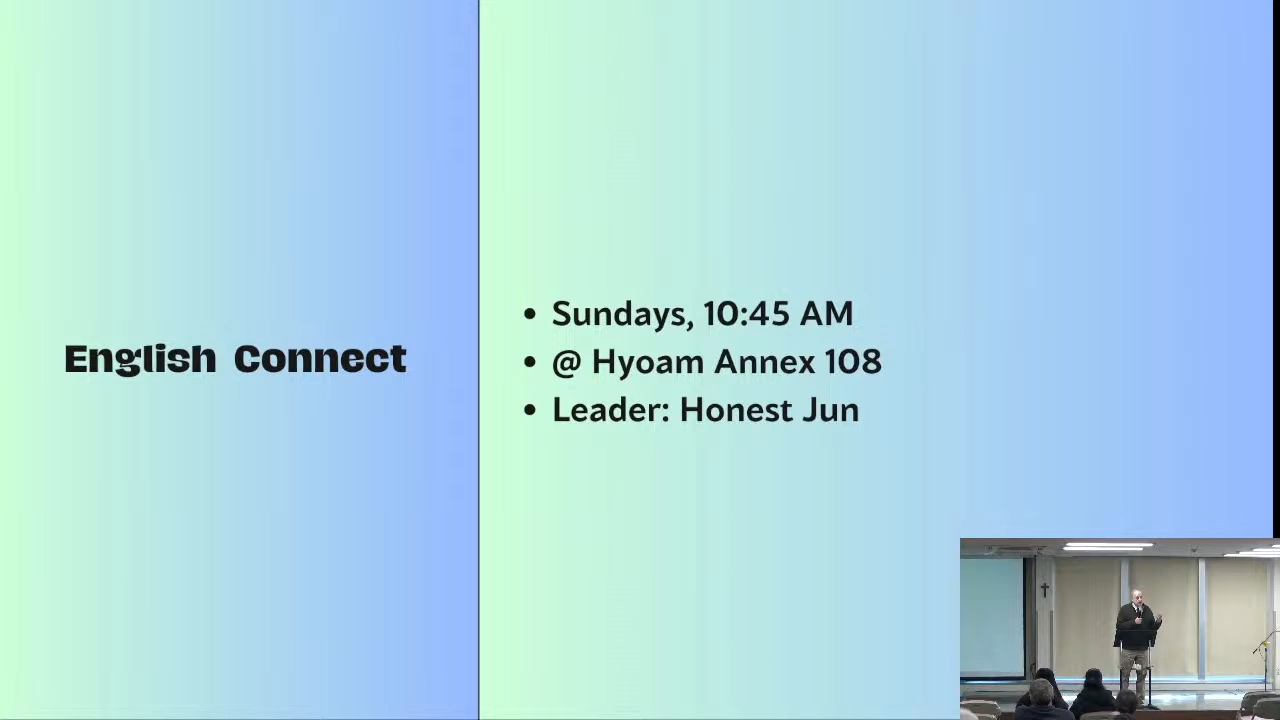 English Connect
• Sundays, 10:45 AM
• @ Hyoam Annex 108
• Leader: Honest Jun